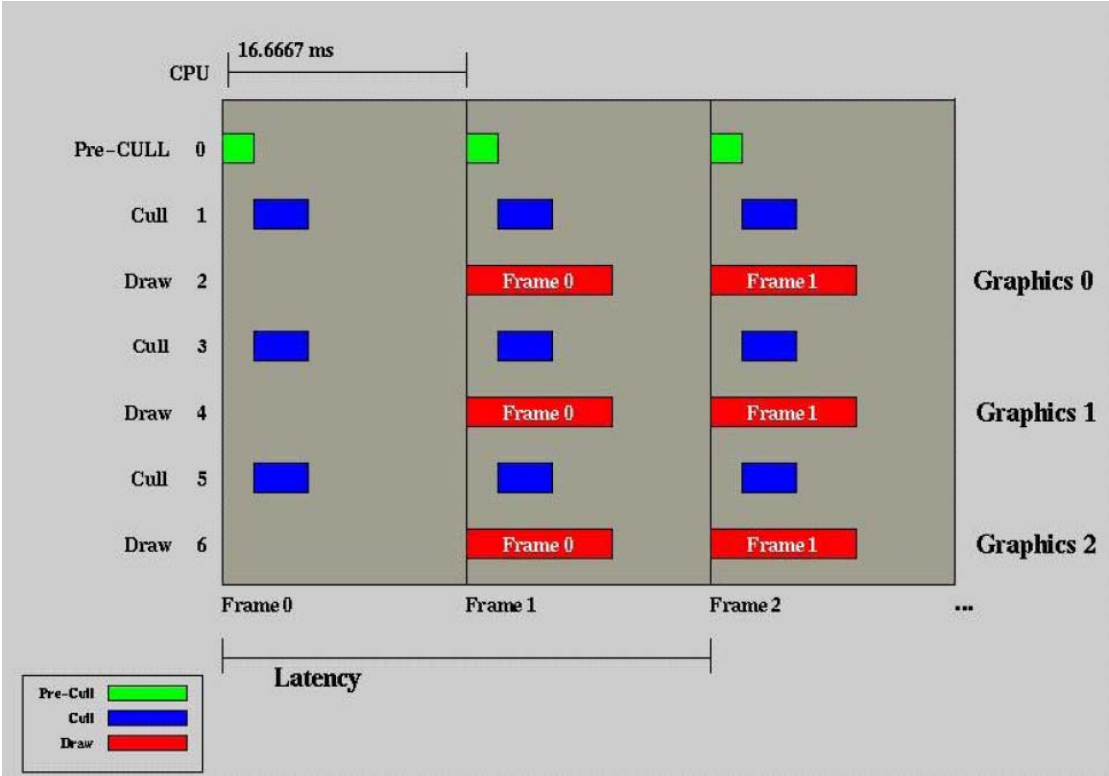 16.6667 ms
CPU
Pre-CULL 0
Cull 1
Draw 2 Frame 0 Frame 1 Graphics 0
Cull 3
Draw 4 Frame 0 Frame 1 Graphics 1
Cull 5
Draw 6 Frame 0 Frame 1 Graphics 2
Frame 0 Frame 1 Frame 2 ...
Latency
Pre-Cull
Cull
Draw